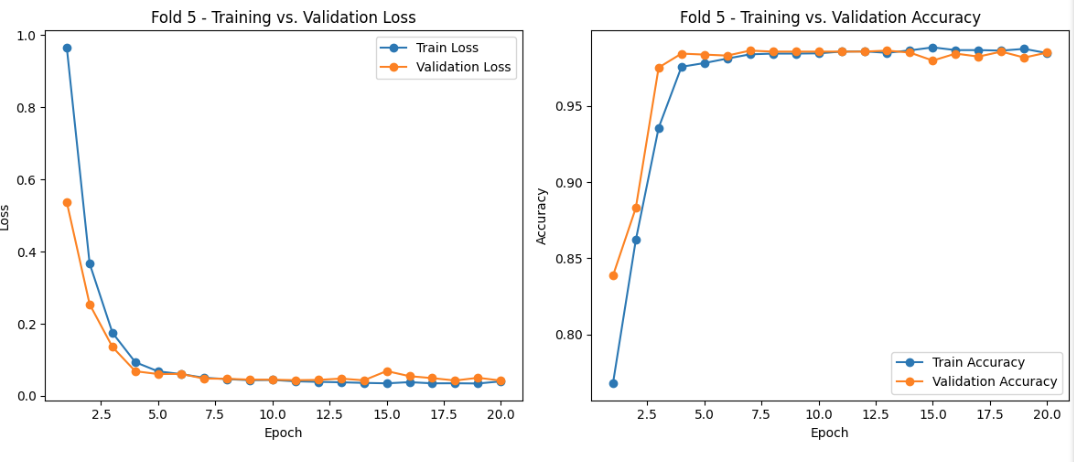 Fold 5 - Training vs. Validation Loss
1.0
0.8
0.6
0.4
0.2
0.0
Loss
Train Loss
Validation Loss
2.5 5.0 7.5 10.0 12.5 15.0 17.5 20.0
Epoch
Fold 5 - Training vs. Validation Accuracy
0.95
0.90
0.85
0.80
Accuracy
Train Accuracy
Validation Accuracy
2.5 5.0 7.5 10.0 12.5 15.0 17.5 20.0
Epoch